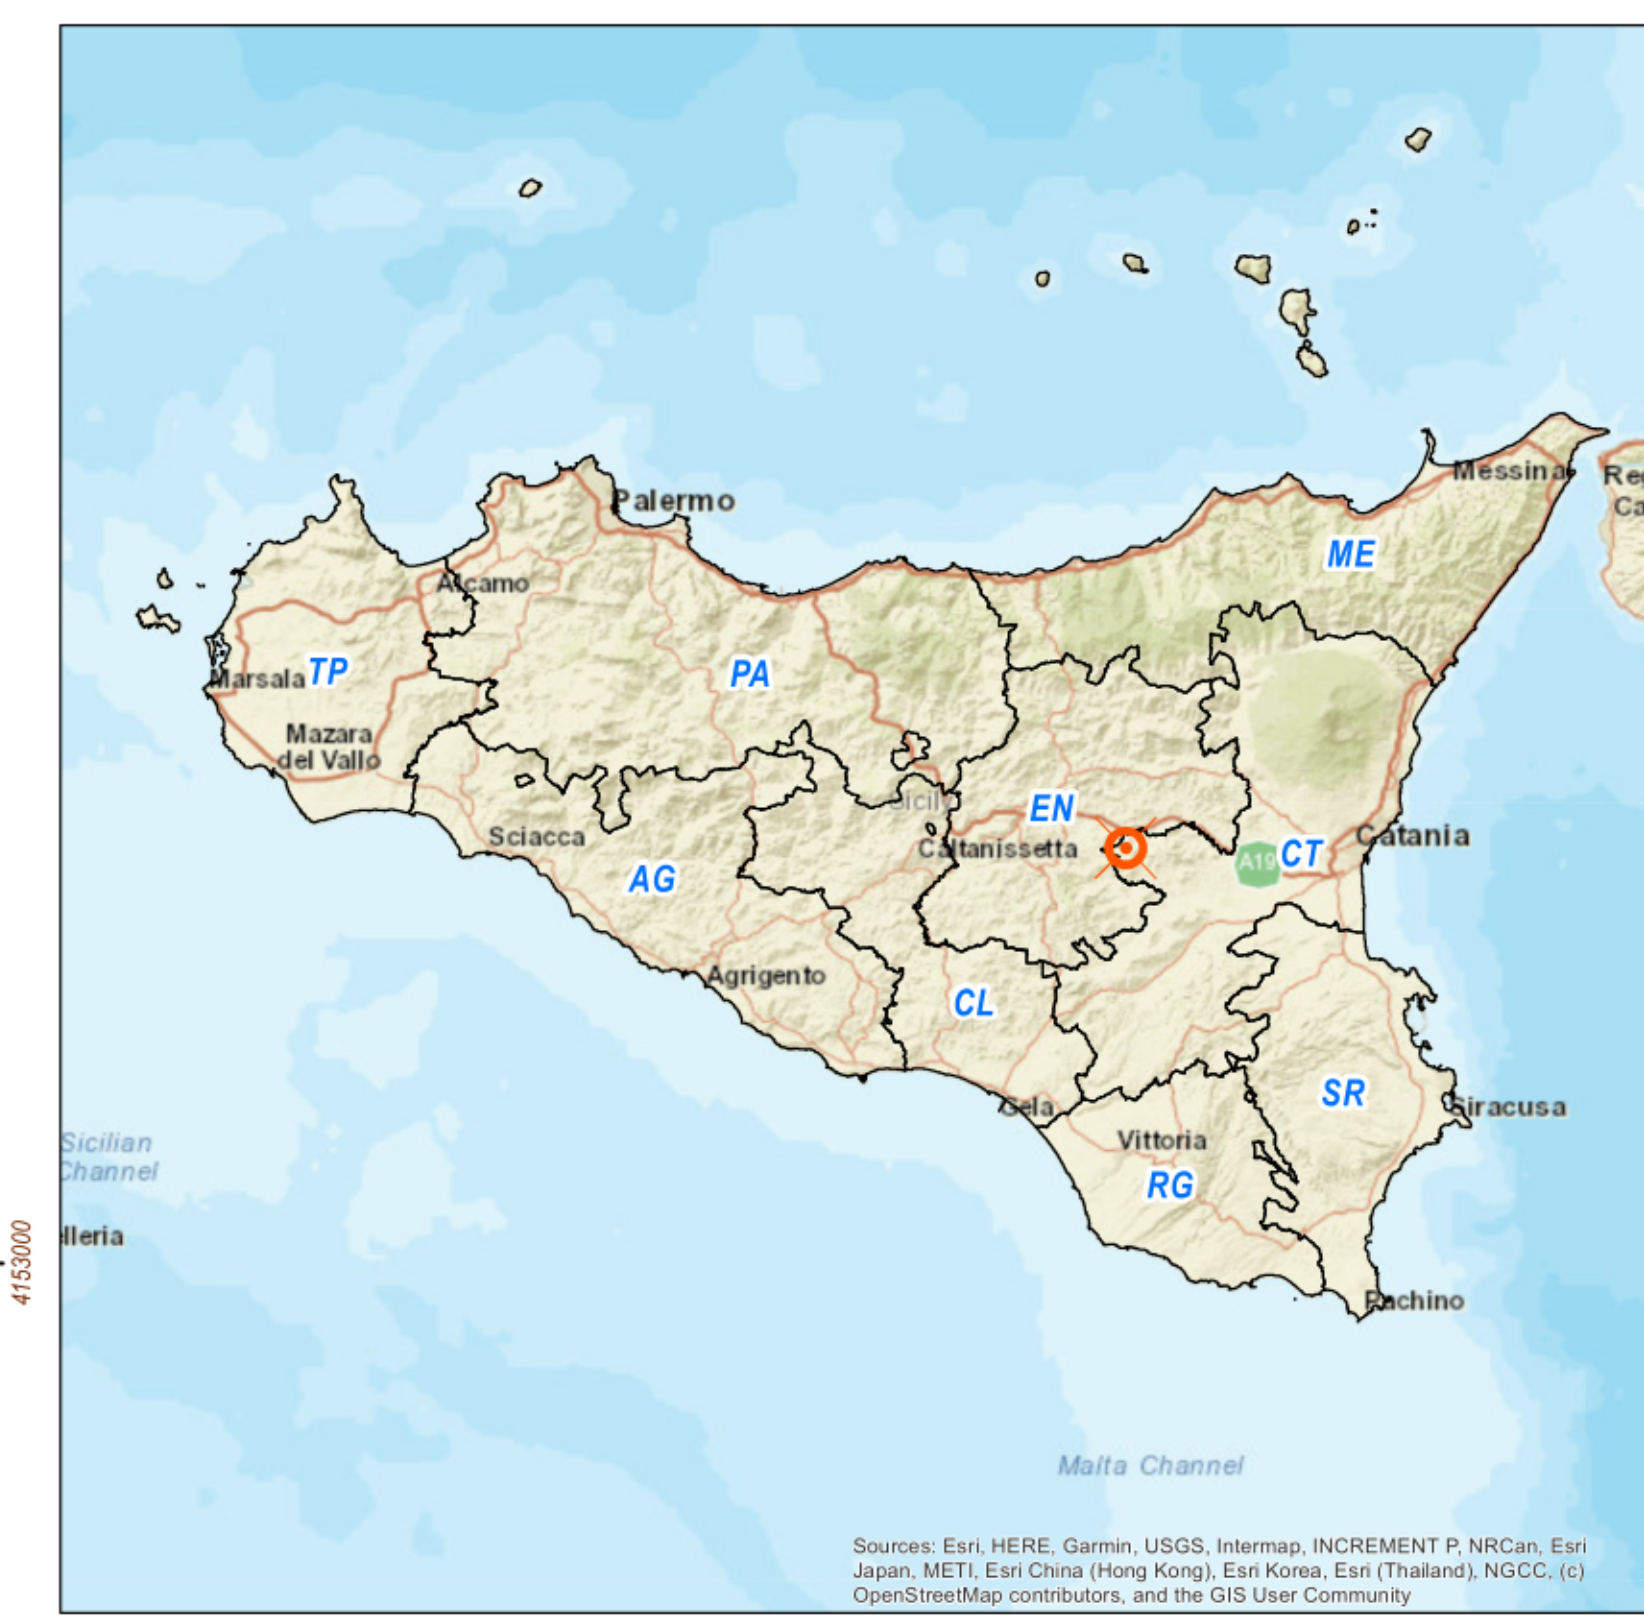 Palermo
Messina
Reg
Ca
ME
Alcamo
TP
Marsala
PA
Mazara
del Vallo
Sicily
EN
Sciacca
Caltanissetta
A19
CT
Catania
AG
Agrigento
CL
Gela
SR
Siracusa
Vittoria
Sicilian
Channel
RG
4153000
elleria
Pachino
Malta Channel
Sources: Esri, HERE, Garmin, USGS, Intermap, INCREMENT P, NRCan, Esri
Japan, METI, Esri China (Hong Kong), Esri Korea, Esri (Thailand), NGCC, (c)
OpenStreetMap contributors, and the GIS User Community